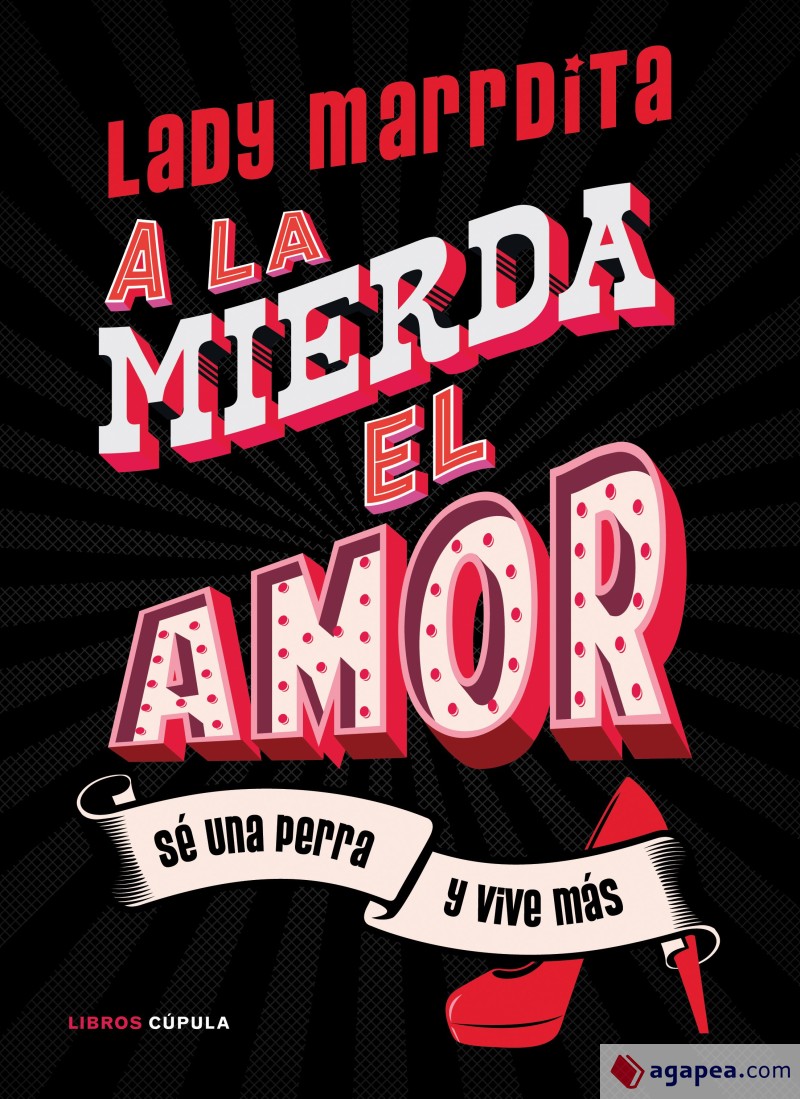 LADY MARRDITA
A LA
MIERDA
EL
AMOR
sé una perra
y vive más
LIBROS CÚPULA
agapea.com